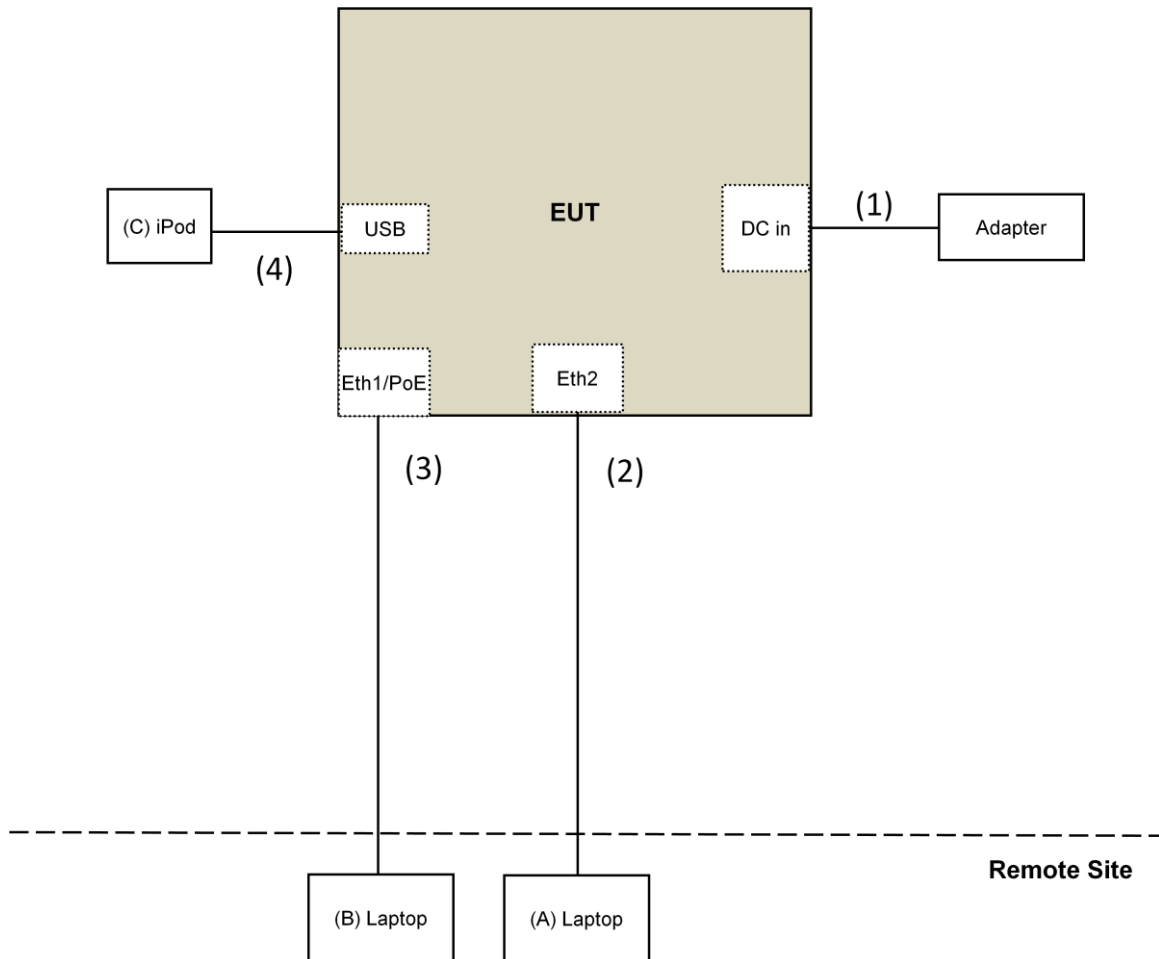 (C) iPod
(4)
USB
EUT
DC in
(1)
Adapter
Eth1/PoE
Eth2
(3)
(2)
Remote Site
(B) Laptop
(A) Laptop